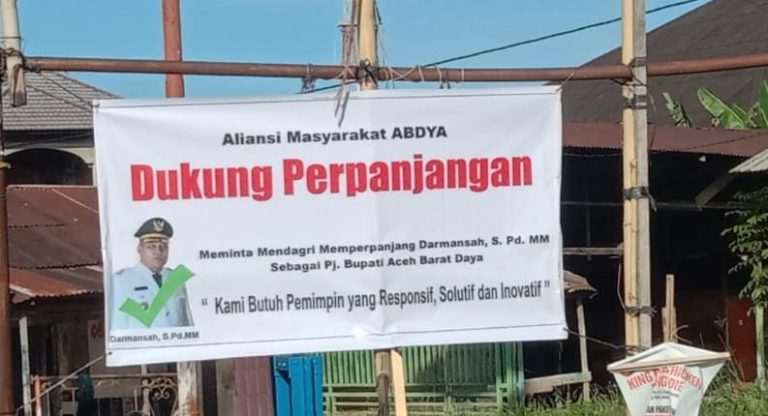 Aliansi Masyarakat ABDYA
Dukung Perpanjangan
Meminta Mendagri Memperpanjang Darmansah, S. Pd. MM
Sebagai Pj. Bupati Aceh Barat Daya
“ Kami Butuh Pemimpin yang Responsif, Solutif dan Inovatif ”
Darmansah, S.Pd.MM
KING